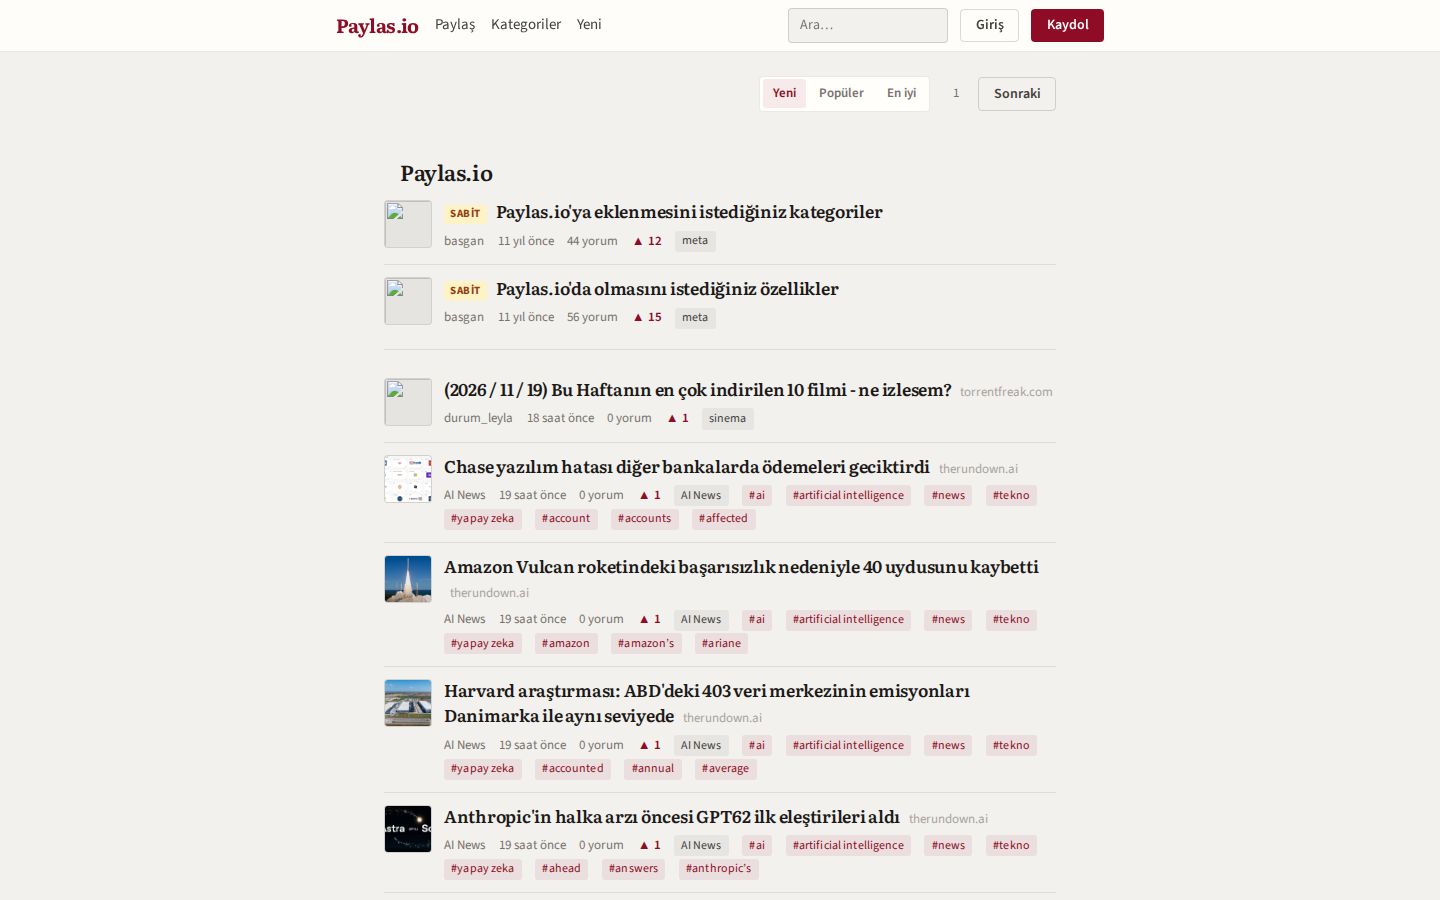 Paylas.io Paylaş Kategoriler Yeni Ara... Giriş Kaydol
Yeni Popüler En iyi 1 Sonraki
Paylas.io
SABİT Paylas.io'ya eklenmesini istediğiniz kategoriler
basgan 11 yıl önce 44 yorum ▲ 12 meta
SABİT Paylas.io'da olmasını istediğiniz özellikler
basgan 11 yıl önce 56 yorum ▲ 15 meta
(2026 / 11 / 19) Bu Haftanın en çok indirilen 10 filmi - ne izlesem? torrentfreak.com
durum_leyla 18 saat önce 0 yorum ▲ 1 sinema
Chase yazılım hatası diğer bankalarda ödemeleri geciktirdi therundown.ai
AI News 19 saat önce 0 yorum ▲ 1 AI News #ai #artificial intelligence #news #tekno
#yapay zeka #account #accounts #affected
Amazon Vulcan roketindeki başarısızlık nedeniyle 40 uydusunu kaybetti
therundown.ai
AI News 19 saat önce 0 yorum ▲ 1 AI News #ai #artificial intelligence #news #tekno
#yapay zeka #amazon #amazon's #ariane
Harvard araştırması: ABD'deki 403 veri merkezinin emisyonları
Danimarka ile aynı seviyede therundown.ai
AI News 19 saat önce 0 yorum ▲ 1 AI News #ai #artificial intelligence #news #tekno
#yapay zeka #accounted #annual #average
Anthropic'in halka arzı öncesi GPT62 ilk eleştirileri aldı therundown.ai
AI News 19 saat önce 0 yorum ▲ 1 AI News #ai #artificial intelligence #news #tekno
#yapay zeka #ahead #answers #anthropic's